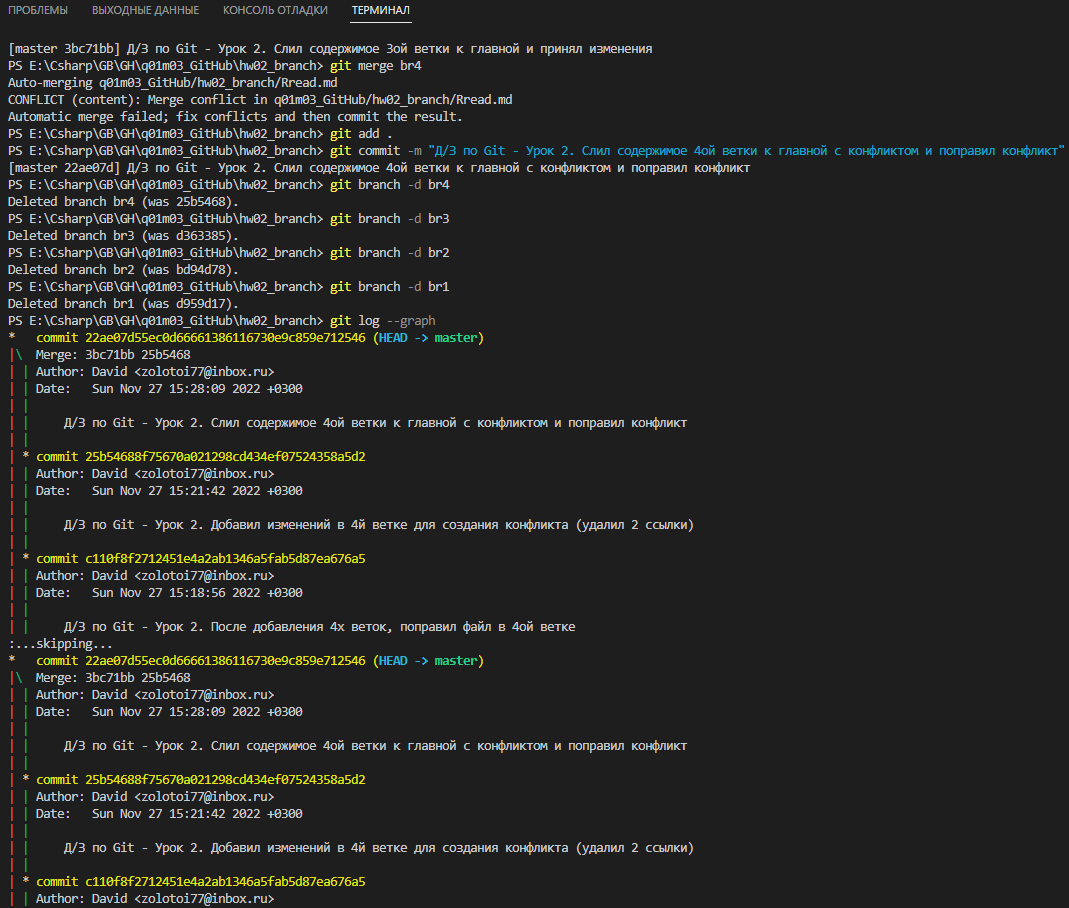 ПРОБЛЕМЫ ВЫХОДНЫЕ ДАННЫЕ КОНСОЛЬ ОТЛАДКИ ТЕРМИНАЛ
[master 3bc71bb] Д/З по Git - Урок 2. Слил содержимое 3ой ветки к главной и принял изменения
PS E:\Csharp\GB\GH\q01m03_GitHub\hw02_branch> git merge br4
Auto-merging q01m03_GitHub/hw02_branch/Rread.md
CONFLICT (content): Merge conflict in q01m03_GitHub/hw02_branch/Rread.md
Automatic merge failed; fix conflicts and then commit the result.
PS E:\Csharp\GB\GH\q01m03_GitHub\hw02_branch> git add .
PS E:\Csharp\GB\GH\q01m03_GitHub\hw02_branch> git commit -m "Д/З по Git - Урок 2. Слил содержимое 4ой ветки к главной с конфликтом и поправил конфликт"
[master 22ae07d] Д/З по Git - Урок 2. Слил содержимое 4ой ветки к главной с конфликтом и поправил конфликт
PS E:\Csharp\GB\GH\q01m03_GitHub\hw02_branch> git branch -d br4
Deleted branch br4 (was 25b5468).
PS E:\Csharp\GB\GH\q01m03_GitHub\hw02_branch> git branch -d br3
Deleted branch br3 (was d363385).
PS E:\Csharp\GB\GH\q01m03_GitHub\hw02_branch> git branch -d br2
Deleted branch br2 (was bd94d78).
PS E:\Csharp\GB\GH\q01m03_GitHub\hw02_branch> git branch -d br1
Deleted branch br1 (was d959d17).
PS E:\Csharp\GB\GH\q01m03_GitHub\hw02_branch> git log --graph
*   commit 22ae07d55ec0d66661386116730e9c859e712546 (HEAD -> master)
|\  Merge: 3bc71bb 25b5468
| | Author: David <zolotoi77@inbox.ru>
| | Date:   Sun Nov 27 15:28:09 2022 +0300
| |
| |     Д/З по Git - Урок 2. Слил содержимое 4ой ветки к главной с конфликтом и поправил конфликт
| |
| * commit 25b54688f75670a021298cd434ef07524358a5d2
| | Author: David <zolotoi77@inbox.ru>
| | Date:   Sun Nov 27 15:21:42 2022 +0300
| |
| |     Д/З по Git - Урок 2. Добавил изменений в 4й ветке для создания конфликта (удалил 2 ссылки)
| |
| * commit c110f8f2712451e4a2ab1346a5fab5d87ea676a5
| | Author: David <zolotoi77@inbox.ru>
| | Date:   Sun Nov 27 15:18:56 2022 +0300
| |
| |     Д/З по Git - Урок 2. После добавления 4х веток, поправил файл в 4ой ветке
:...skipping...
*   commit 22ae07d55ec0d66661386116730e9c859e712546 (HEAD -> master)
|\  Merge: 3bc71bb 25b5468
| | Author: David <zolotoi77@inbox.ru>
| | Date:   Sun Nov 27 15:28:09 2022 +0300
| |
| |     Д/З по Git - Урок 2. Слил содержимое 4ой ветки к главной с конфликтом и поправил конфликт
| |
| * commit 25b54688f75670a021298cd434ef07524358a5d2
| | Author: David <zolotoi77@inbox.ru>
| | Date:   Sun Nov 27 15:21:42 2022 +0300
| |
| |     Д/З по Git - Урок 2. Добавил изменений в 4й ветке для создания конфликта (удалил 2 ссылки)
| |
| * commit c110f8f2712451e4a2ab1346a5fab5d87ea676a5
| | Author: David <zolotoi77@inbox.ru>